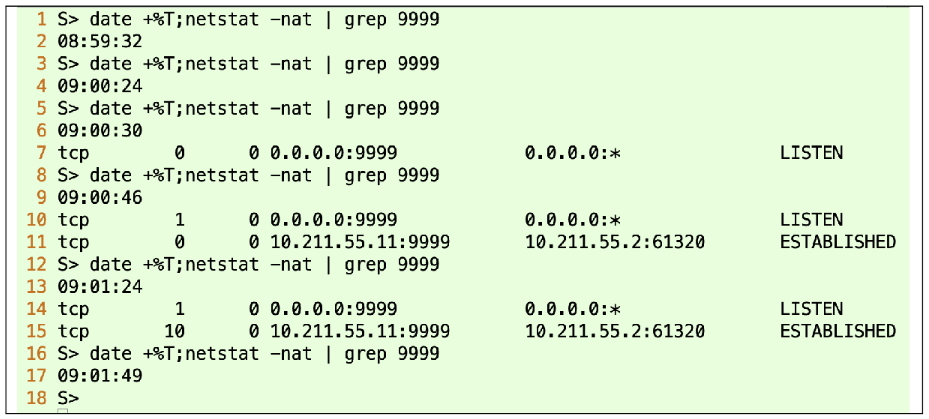 1 S> date +%T;netstat -nat | grep 9999
2 08:59:32
3 S> date +%T;netstat -nat | grep 9999
4 09:00:24
5 S> date +%T;netstat -nat | grep 9999
6 09:00:30
7 tcp        0      0 0.0.0.0:9999            0.0.0.0:*               LISTEN
8 S> date +%T;netstat -nat | grep 9999
9 09:00:46
10 tcp        1      0 0.0.0.0:9999            0.0.0.0:*               LISTEN
11 tcp        0      0 10.211.55.11:9999       10.211.55.2:61320       ESTABLISHED
12 S> date +%T;netstat -nat | grep 9999
13 09:01:24
14 tcp        1      0 0.0.0.0:9999            0.0.0.0:*               LISTEN
15 tcp       10      0 10.211.55.11:9999       10.211.55.2:61320       ESTABLISHED
16 S> date +%T;netstat -nat | grep 9999
17 09:01:49
18 S>